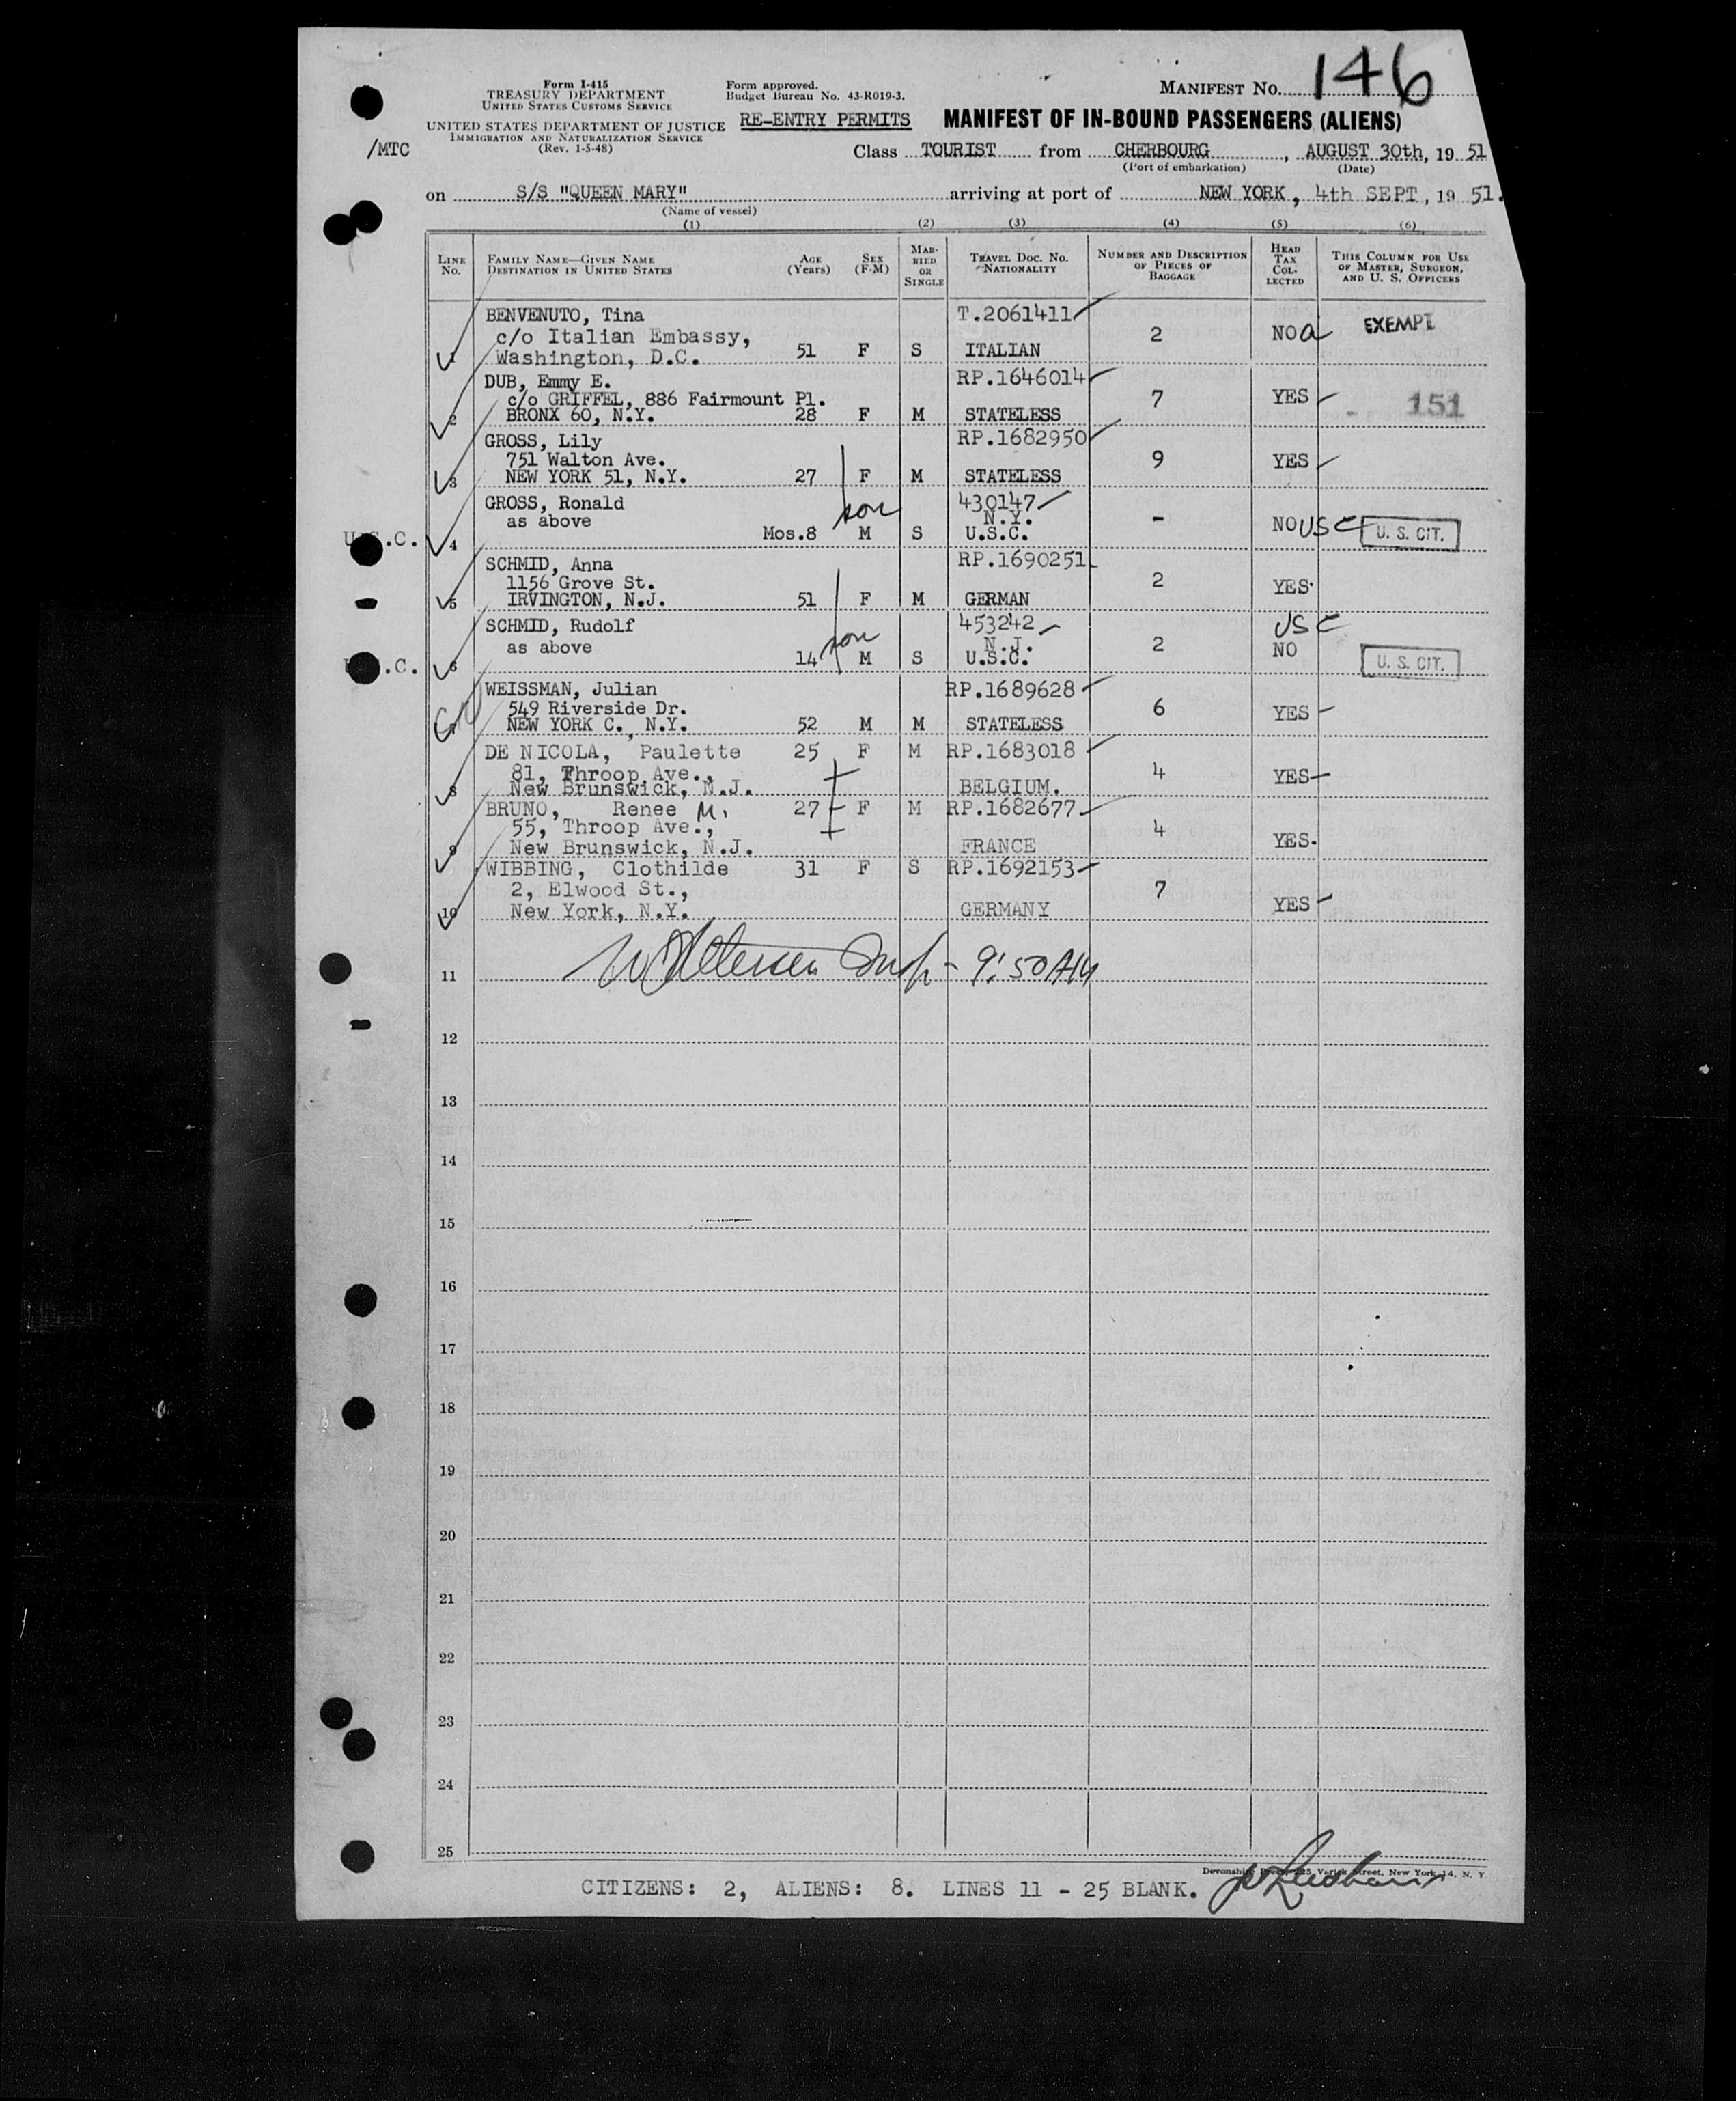 Form I-415
TREASURY DEPARTMENT
UNITED STATES CUSTOMS SERVICE
UNITED STATES DEPARTMENT OF JUSTICE
IMMIGRATION AND NATURALIZATION SERVICE
(Rev. 1-5-48)
/MTC
Form approved.
Budget Bureau No. 43-R019-3.
RE-ENTRY PERMITS
MANIFEST NO. 146
MANIFEST OF IN-BOUND PASSENGERS (ALIENS)
Class TOURIST from CHERBOURG, AUGUST 30th, 19 51
(Port of embarkation) (Date)
on S/S "QUEEN MARY" arriving at port of NEW YORK, 4th SEPT, 19 51.
(Name of vessel)
(1) (2) (3) (4) (5) (6)
LINE No. FAMILY NAME—GIVEN NAME DESTINATION IN UNITED STATES AGE (Years) SEX (F-M) MARRIED OR SINGLE TRAVEL DOC. NO. NATIONALITY NUMBER AND DESCRIPTION OF PIECES OF BAGGAGE HEAD TAX COLLECTED THIS COLUMN FOR USE OF MASTER, SURGEON, AND U. S. OFFICERS
BENVENUTO, Tina T.2061411
c/o Italian Embassy, 2 NO a EXEMPT
1 Washington, D.C. 51 F S ITALIAN
DUB, Emmy E. RP.1646014
c/o GRIFFEL, 886 Fairmount Pl. 7 YES - 151
2 BRONX 60, N.Y. 28 F M STATELESS
GROSS, Lily RP.1682950
751 Walton Ave. 9 YES
3 NEW YORK 51, N.Y. 27 F M STATELESS
GROSS, Ronald son 430147
as above N.Y. - NO USC U. S. CIT.
U.S.C. 4 Mos.8 M S U.S.C.
SCHMID, Anna RP.1690251
1156 Grove St. 2 YES
5 IRVINGTON, N.J. 51 F M GERMAN
SCHMID, Rudolf son 453242 USC
as above N.J. 2 NO
.C. 6 14 M S U.S.C. U. S. CIT.
WEISSMAN, Julian RP.1689628
549 Riverside Dr. 6 YES
7 NEW YORK C., N.Y. 52 M M STATELESS
DE NICOLA, Paulette 25 F M RP.1683018
81, Throop Ave., 4 YES
8 New Brunswick, N.J. BELGIUM.
BRUNO, Renee M. 27 F M RP.1682677
55, Throop Ave., 4 YES
9 New Brunswick, N.J. FRANCE
WIBBING, Clothilde 31 F S RP.1692153
2, Elwood St., 7 YES
10 New York, N.Y. GERMANY
11 Insp - 9:50 AM
12
13
14
15
16
17
18
19
20
21
22
23
24
25
Devonshire Press, 225 Varick Street, New York 14, N. Y.
CITIZENS: 2, ALIENS: 8. LINES 11 - 25 BLANK.